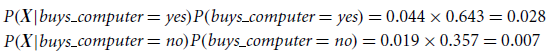 P(X|buys_computer = yes)P(buys_computer = yes) = 0.044 × 0.643 = 0.028
P(X|buys_computer = no)P(buys_computer = no) = 0.019 × 0.357 = 0.007